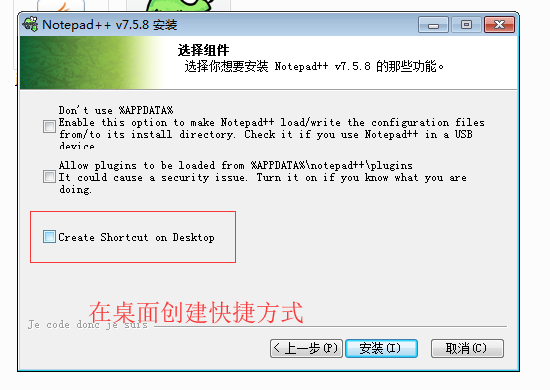 Notepad++ v7.5.8 安装
选择组件
选择你想要安装 Notepad++ v7.5.8 的那些功能。
Don't use %APPDATA%
Enable this option to make Notepad++ load/write the configuration files
from/to its install directory. Check it if you use Notepad++ in a USB
device.
Allow plugins to be loaded from %APPDATA%\notepad++\plugins
It could cause a security issue. Turn it on if you know what you are
doing.
Create Shortcut on Desktop
在桌面创建快捷方式
Je code donc je suis
< 上一步(P)
安装(I)
取消(C)